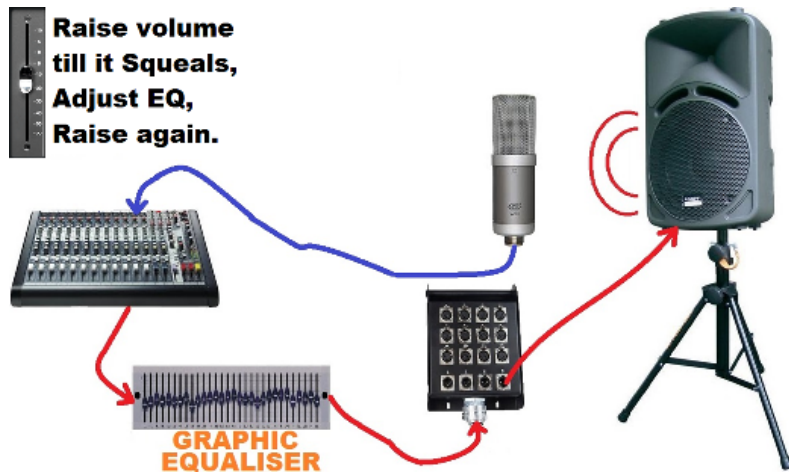 Raise volume
till it Squeals,
Adjust EQ,
Raise again.
GRAPHIC
EQUALISER